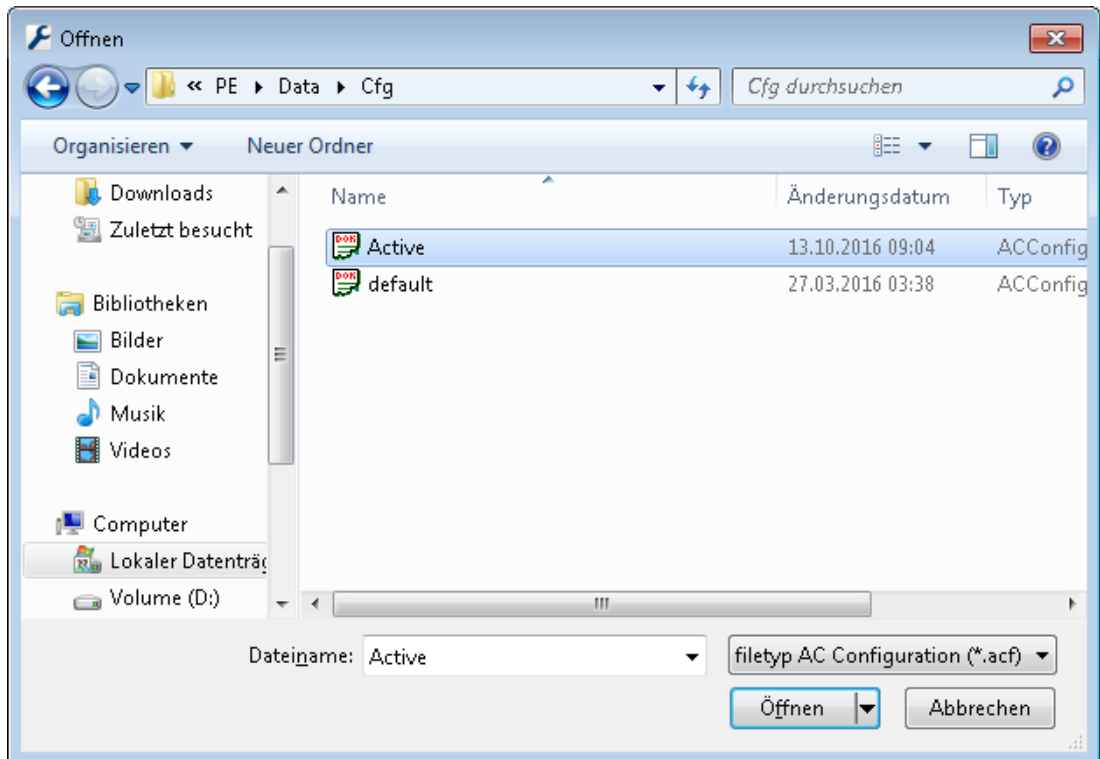 Öffnen
« PE Data Cfg Cfg durchsuchen
Organisieren Neuer Ordner
Downloads
Zuletzt besucht
Bibliotheken
Bilder
Dokumente
Musik
Videos
Computer
Lokaler Datenträg
Volume (D:)
Name Änderungsdatum Typ
DOK Active 13.10.2016 09:04 ACConfig
DOK default 27.03.2016 03:38 ACConfig
Dateiname: Active filetyp AC Configuration (*.acf)
Öffnen Abbrechen